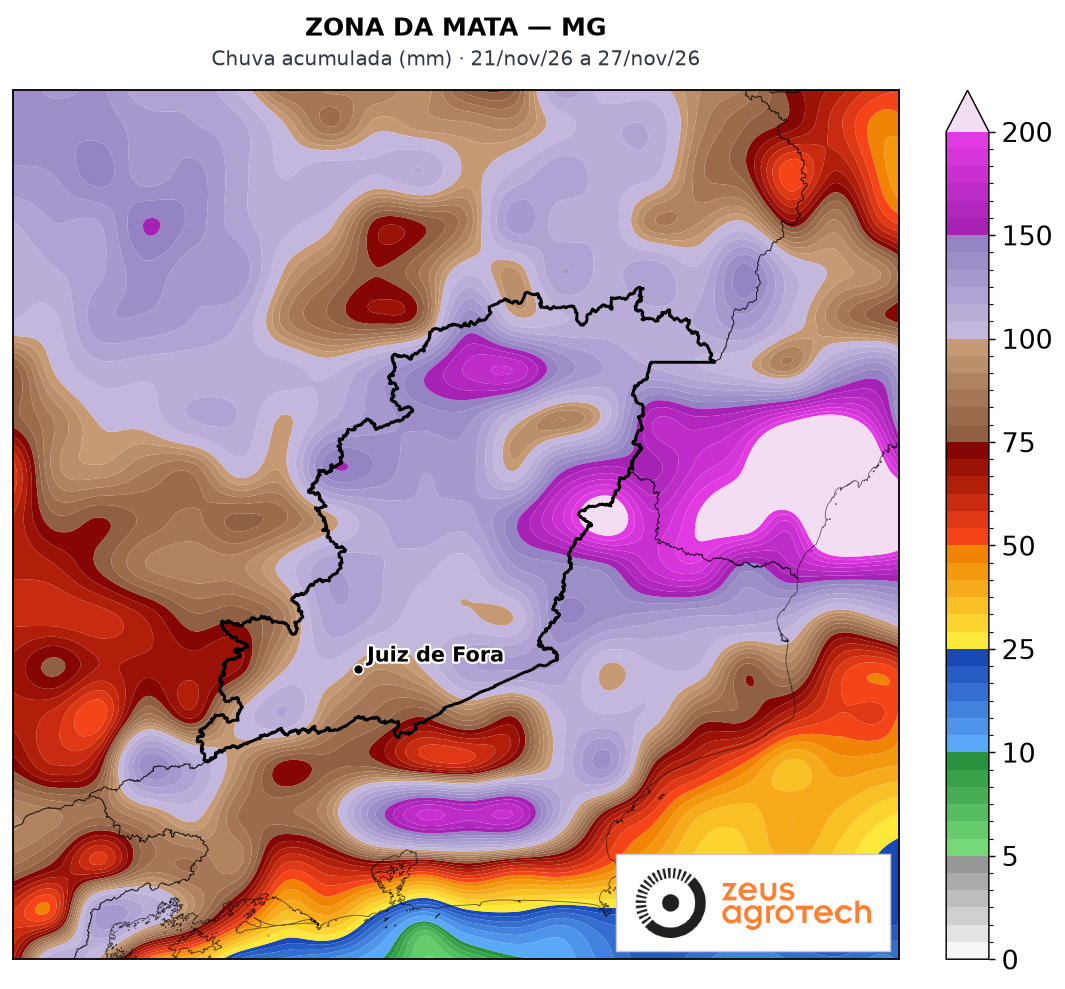 ZONA DA MATA — MG
Chuva acumulada (mm) · 21/nov/26 a 27/nov/26
200
150
100
75
50
25
10
5
0
Juiz de Fora
zeus
agrotech